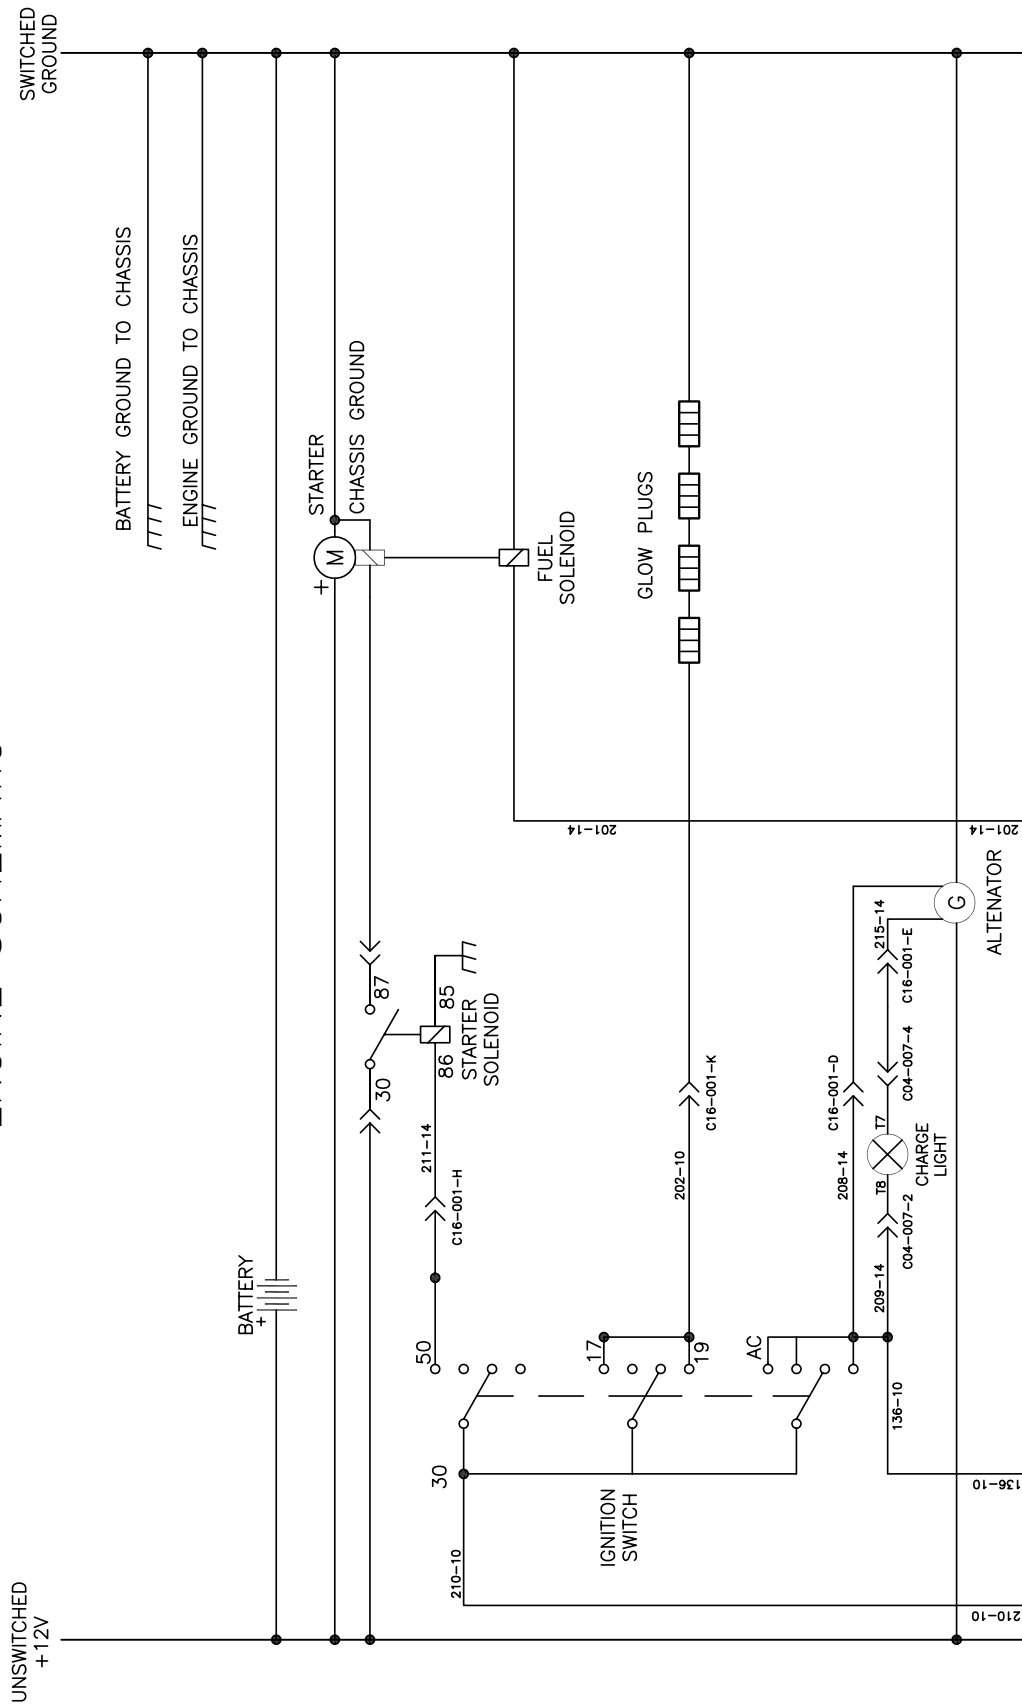 UNSWITCHED
+12V
SWITCHED
GROUND
BATTERY GROUND TO CHASSIS
ENGINE GROUND TO CHASSIS
BATTERY
+
+
M
STARTER
CHASSIS GROUND
30
87
86
85
STARTER
SOLENOID
50
C16-001-H
211-14
30
210-10
FUEL
SOLENOID
201-14
IGNITION
SWITCH
17
19
202-10
C16-001-K
GLOW PLUGS
AC
208-14
C16-001-D
136-10
209-14
C04-007-2
T8
T7
CHARGE
LIGHT
C04-007-4
C16-001-E
215-14
G
ALTENATOR
210-10
136-10
201-14